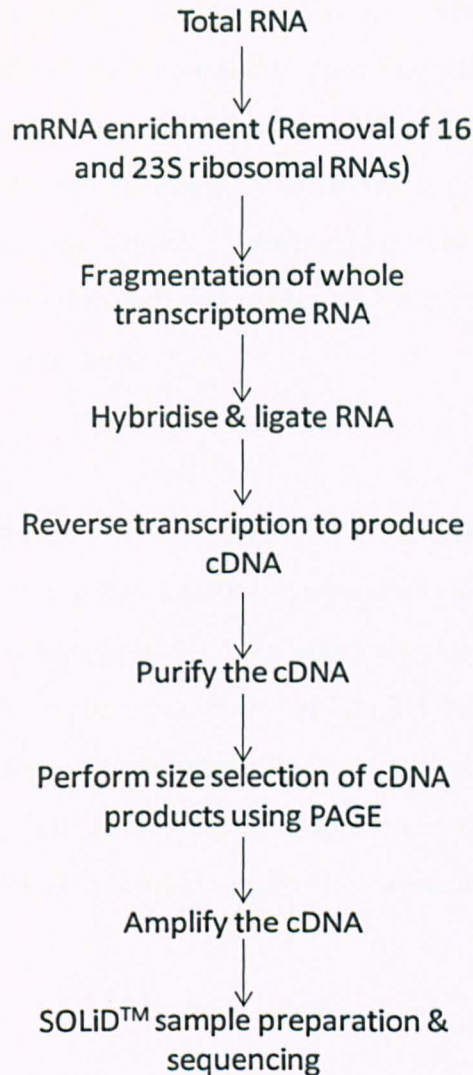 Total RNA
mRNA enrichment (Removal of 16
and 23S ribosomal RNAs)
Fragmentation of whole
transcriptome RNA
Hybridise & ligate RNA
Reverse transcription to produce
cDNA
Purify the cDNA
Perform size selection of cDNA
products using PAGE
Amplify the cDNA
SOLiD™ sample preparation &
sequencing